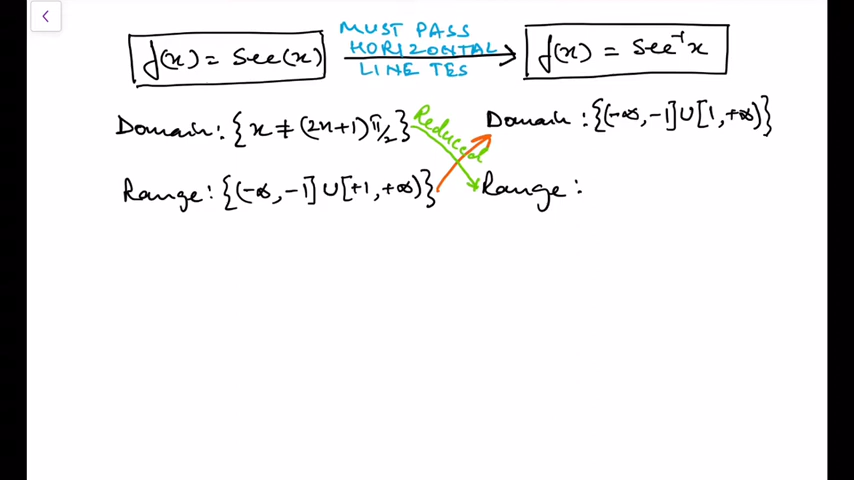 f(x) = Sec(x)
MUST PASS
HORIZONTAL
LINE TES
f(x) = Sec⁻¹x
Domain: {x ≠ (2n+1)π/2}
Reduced
Domain: {(-∞, -1] ∪ [1, +∞)}
Range: {(-∞, -1] ∪ [+1, +∞)}
Range: